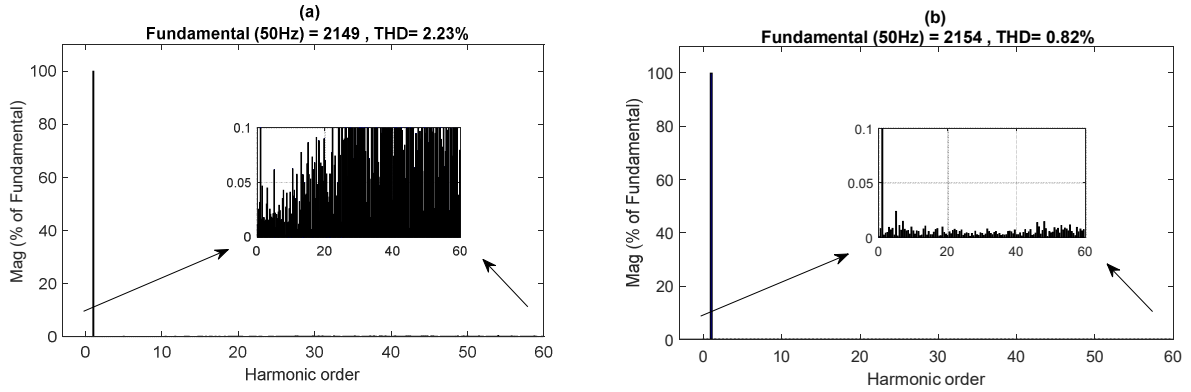 (a)
Fundamental (50Hz) = 2149 , THD= 2.23%
100
80
60
40
20
0
Mag (% of Fundamental)
0.1
0.05
0
0 20 40 60
0 10 20 30 40 50 60
Harmonic order
(b)
Fundamental (50Hz) = 2154 , THD= 0.82%
100
80
60
40
20
0
Mag (% of Fundamental)
0.1
0.05
0
0 20 40 60
0 10 20 30 40 50 60
Harmonic order